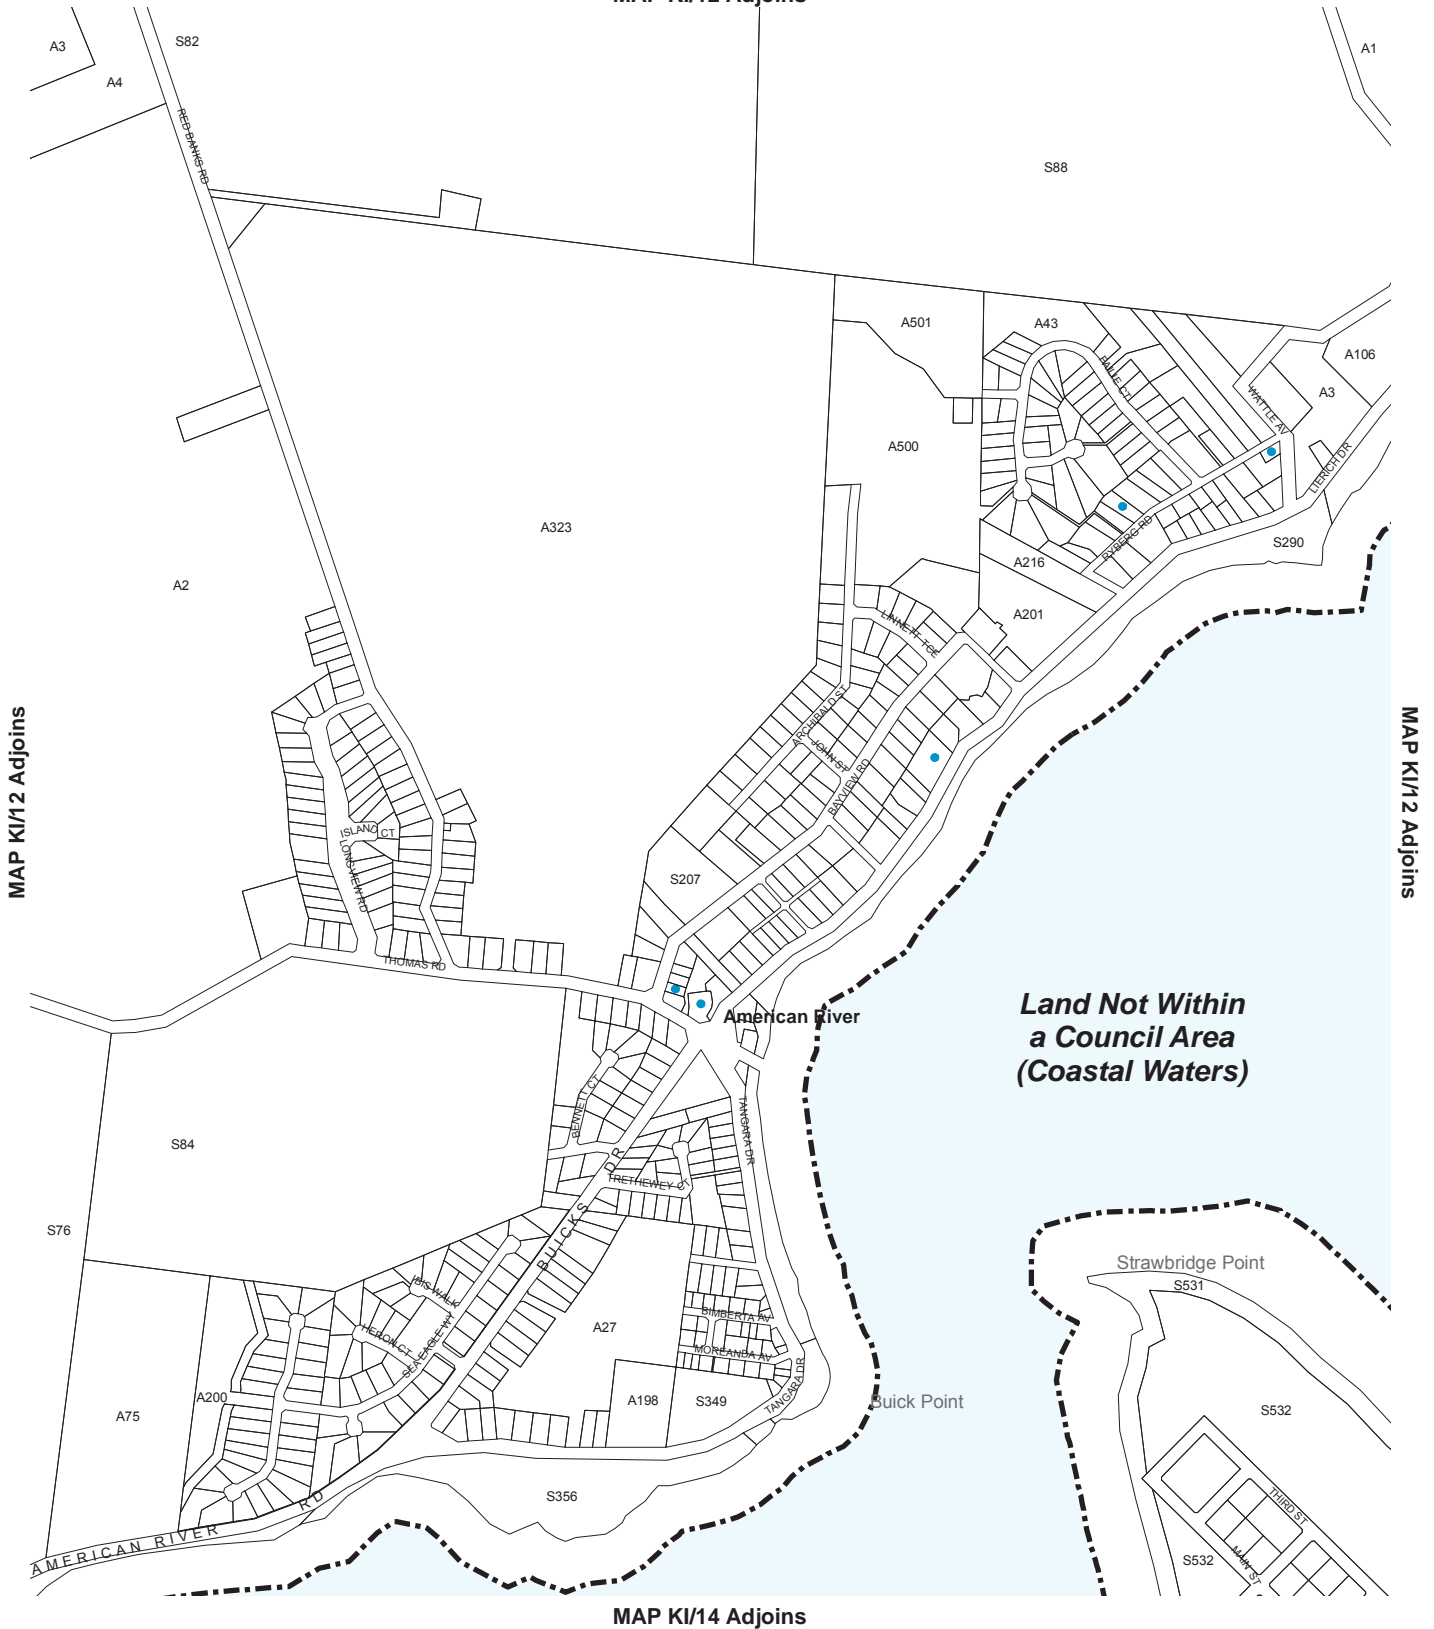 MAP KI/12 Adjoins
A3
S82
A1
A4
RED BANKS RD
S88
A501
A43
A106
PAILLE CT
A3
WATTLE AV
A500
LIERICH DR
A323
RYBERG RD
S290
A216
A2
A201
LINNETT TCE
ARCHIBALD ST
JOHN ST
BAYVIEW RD
MAP KI/12 Adjoins
MAP KI/12 Adjoins
ISLAND CT
LONGVIEW RD
S207
THOMAS RD
American River
Land Not Within
a Council Area
(Coastal Waters)
BENNETT CT
TANGARA DR
S84
TRETHEWEY CT
BUICKS DR
S76
Strawbridge Point
S531
IBIS WALK
HERON CT
SEA EAGLE WY
A27
BIMBERTA AV
MOREANDA AV
TANGARA DR
A200
A198
S349
Buick Point
A75
S532
S356
THIRD ST
AMERICAN RIVER RD
MAIN ST
S532
MAP KI/14 Adjoins